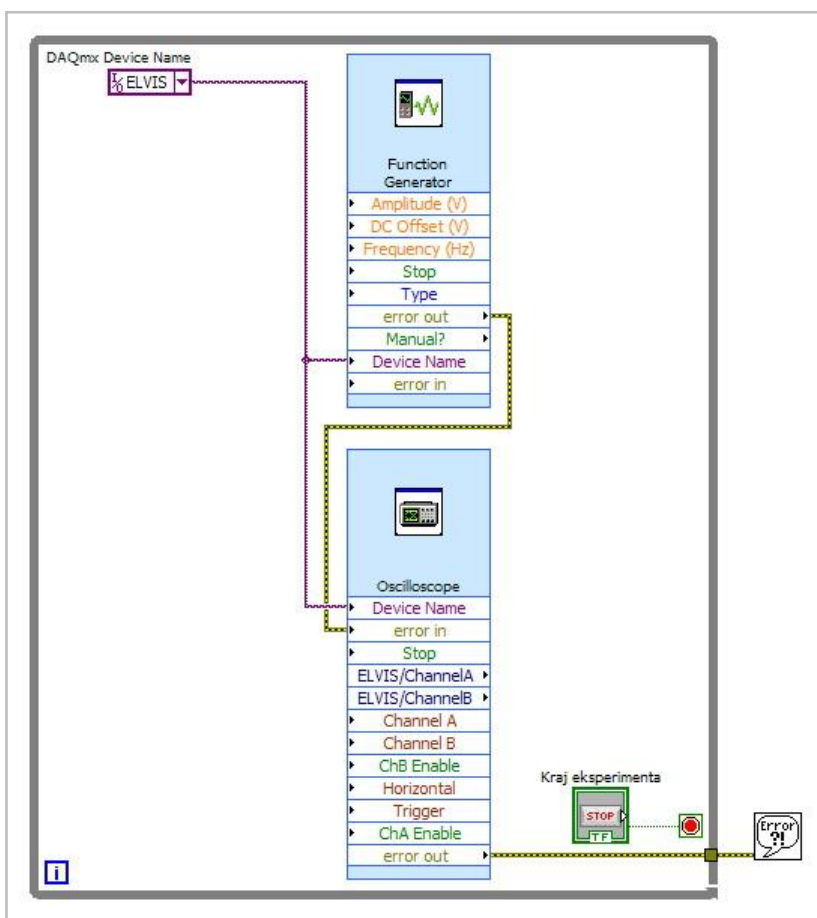 DAQmx Device Name
I/O ELVIS
Function
Generator
Amplitude (V)
DC Offset (V)
Frequency (Hz)
Stop
Type
error out
Manual?
Device Name
error in
Oscilloscope
Device Name
error in
Stop
ELVIS/ChannelA
ELVIS/ChannelB
Channel A
Channel B
ChB Enable
Horizontal
Trigger
ChA Enable
error out
Kraj eksperimenta
STOP
TF
Error
?!
i